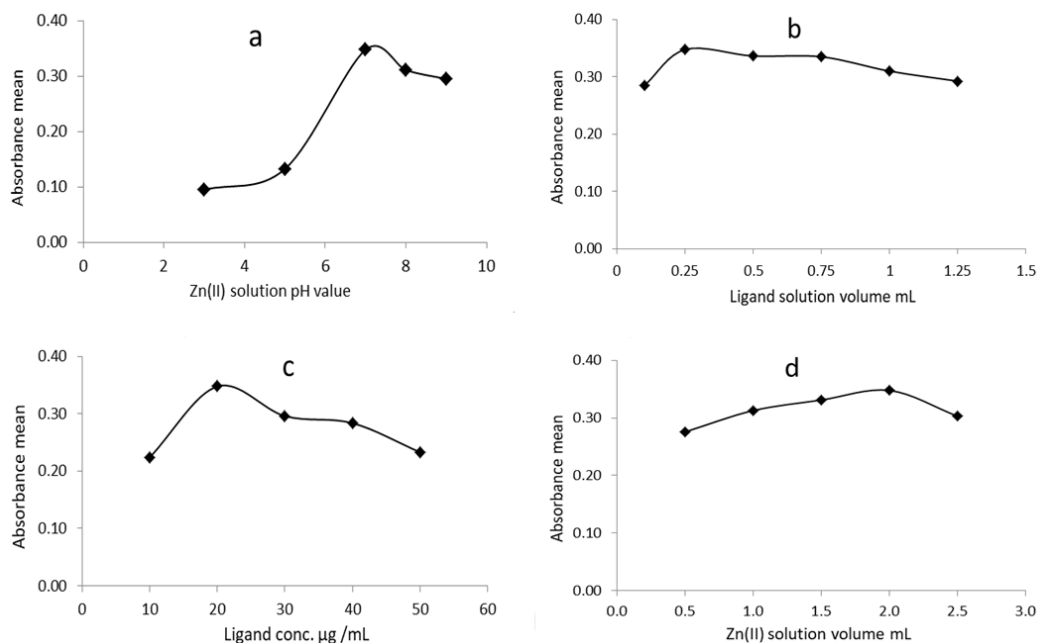 a
0.40
0.30
0.20
0.10
0.00
0 2 4 6 8 10
Absorbance mean
Zn(II) solution pH value
b
0.40
0.30
0.20
0.10
0.00
0 0.25 0.5 0.75 1 1.25 1.5
Absorbance mean
Ligand solution volume mL
c
0.40
0.30
0.20
0.10
0.00
0 10 20 30 40 50 60
Absorbance mean
Ligand conc. µg /mL
d
0.40
0.30
0.20
0.10
0.00
0.0 0.5 1.0 1.5 2.0 2.5 3.0
Absorbance mean
Zn(II) solution volume mL